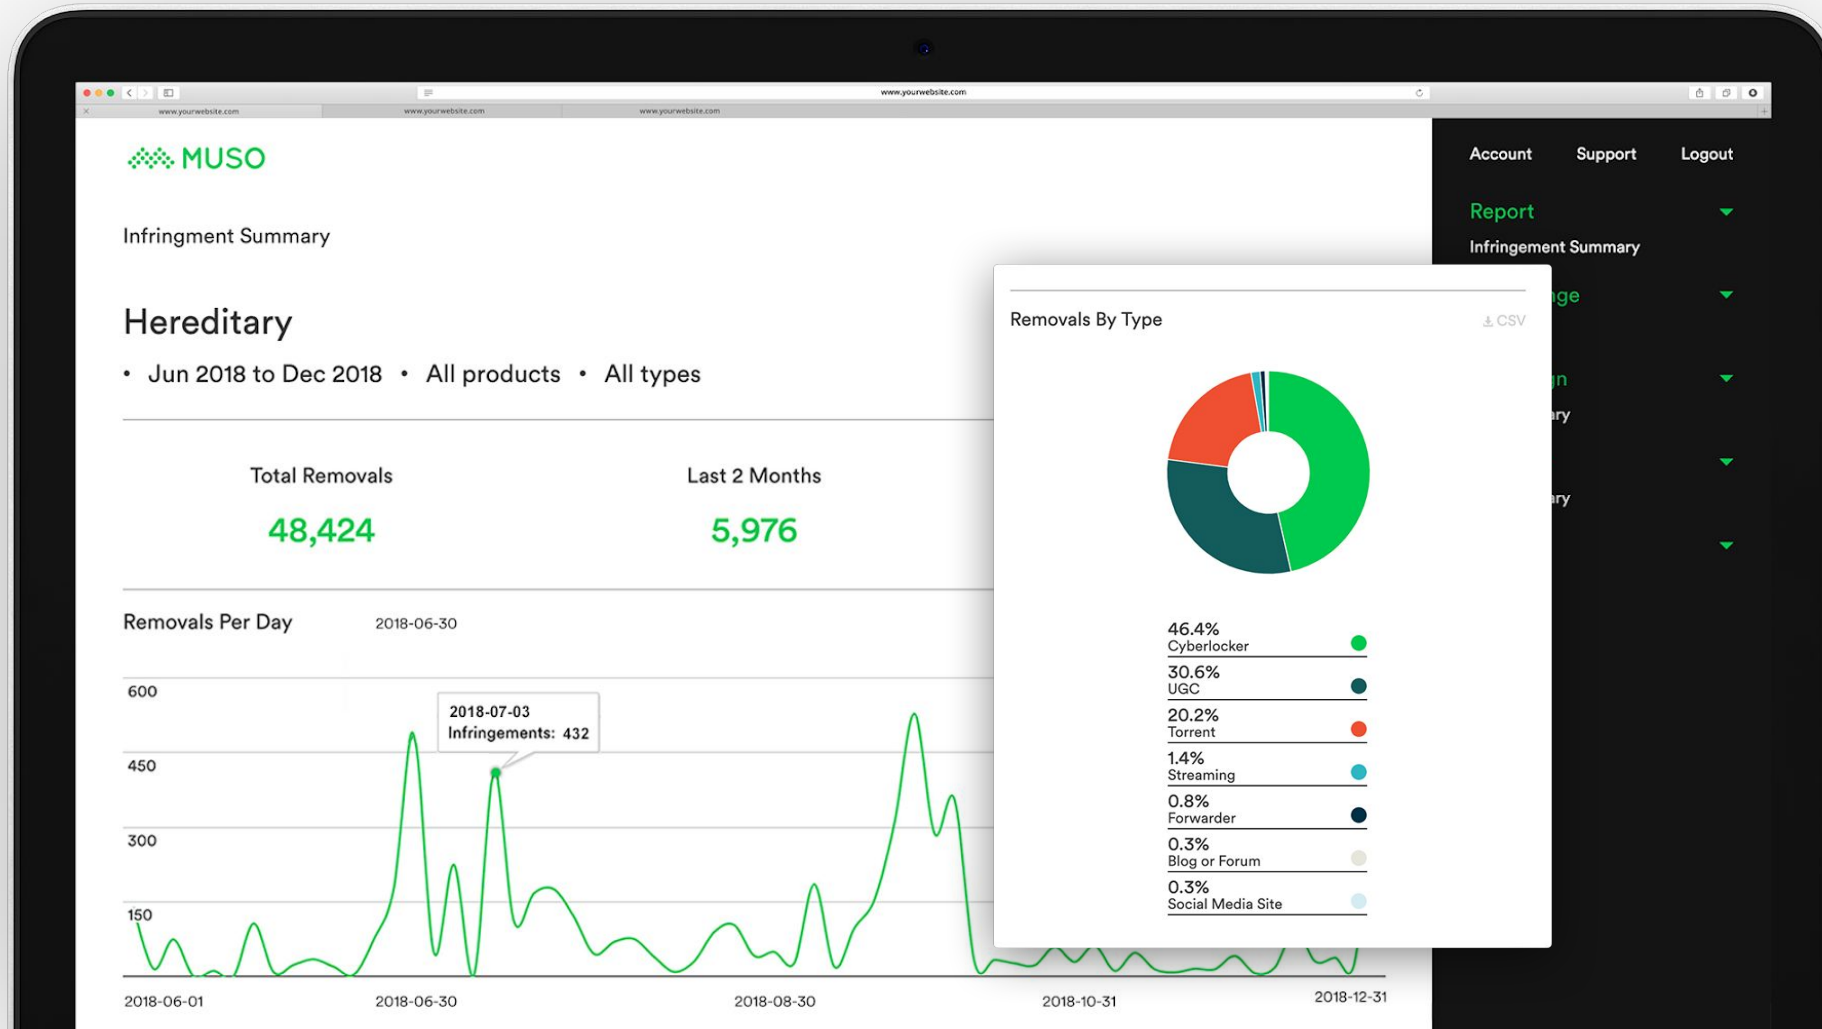 www.yourwebsite.com
www.yourwebsite.com
www.yourwebsite.com
www.yourwebsite.com
MUSO
Account Support Logout
Report
Infringement Summary
Infringment Summary
Hereditary
• Jun 2018 to Dec 2018 • All products • All types
Total Removals
48,424
Last 2 Months
5,976
Removals Per Day 2018-06-30
600
450
300
150
2018-07-03
Infringements: 432
2018-06-01 2018-06-30 2018-08-30 2018-10-31 2018-12-31
Removals By Type
CSV
46.4%
Cyberlocker
30.6%
UGC
20.2%
Torrent
1.4%
Streaming
0.8%
Forwarder
0.3%
Blog or Forum
0.3%
Social Media Site